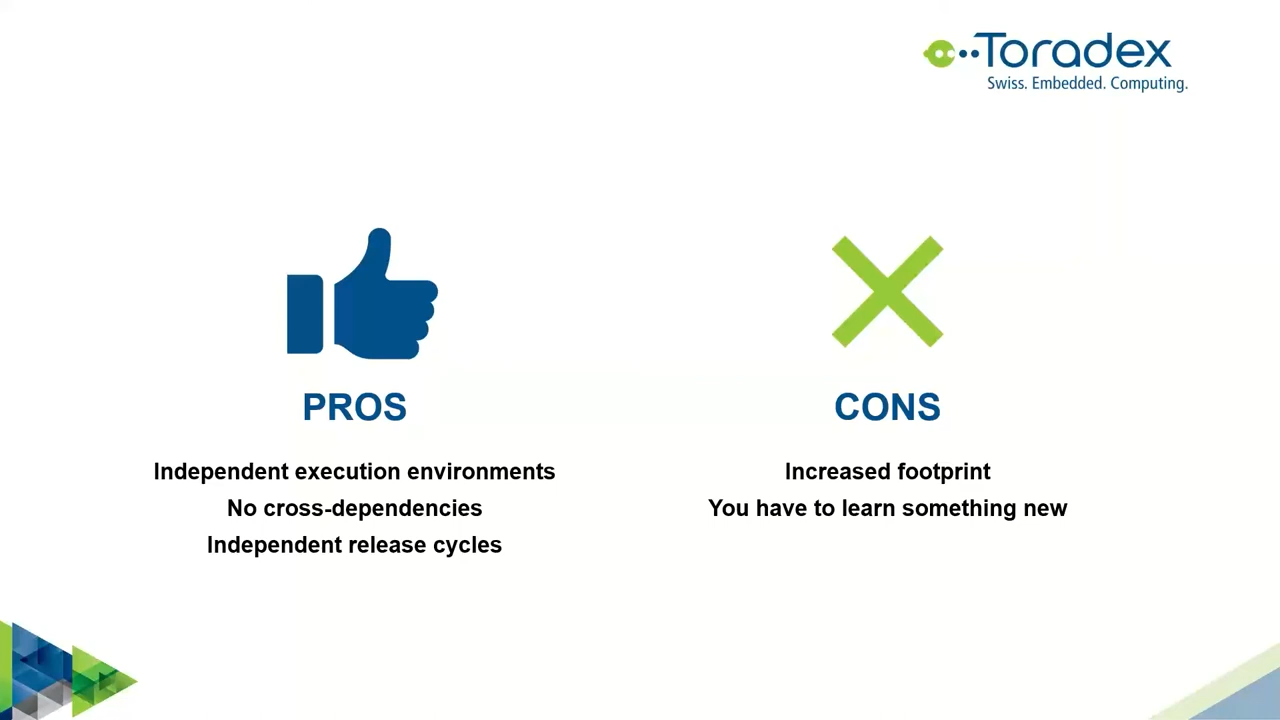 Toradex
Swiss. Embedded. Computing.
PROS
Independent execution environments
No cross-dependencies
Independent release cycles
CONS
Increased footprint
You have to learn something new